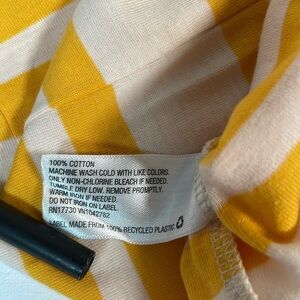 100% COTTON
MACHINE WASH COLD WITH LIKE COLORS.
ONLY NON-CHLORINE BLEACH IF NEEDED.
TUMBLE DRY LOW. REMOVE PROMPTLY.
WARM IRON IF NEEDED.
DO NOT IRON ON LABEL.
RN17730 VN1042782
LABEL MADE FROM 100% RECYCLED PLASTIC